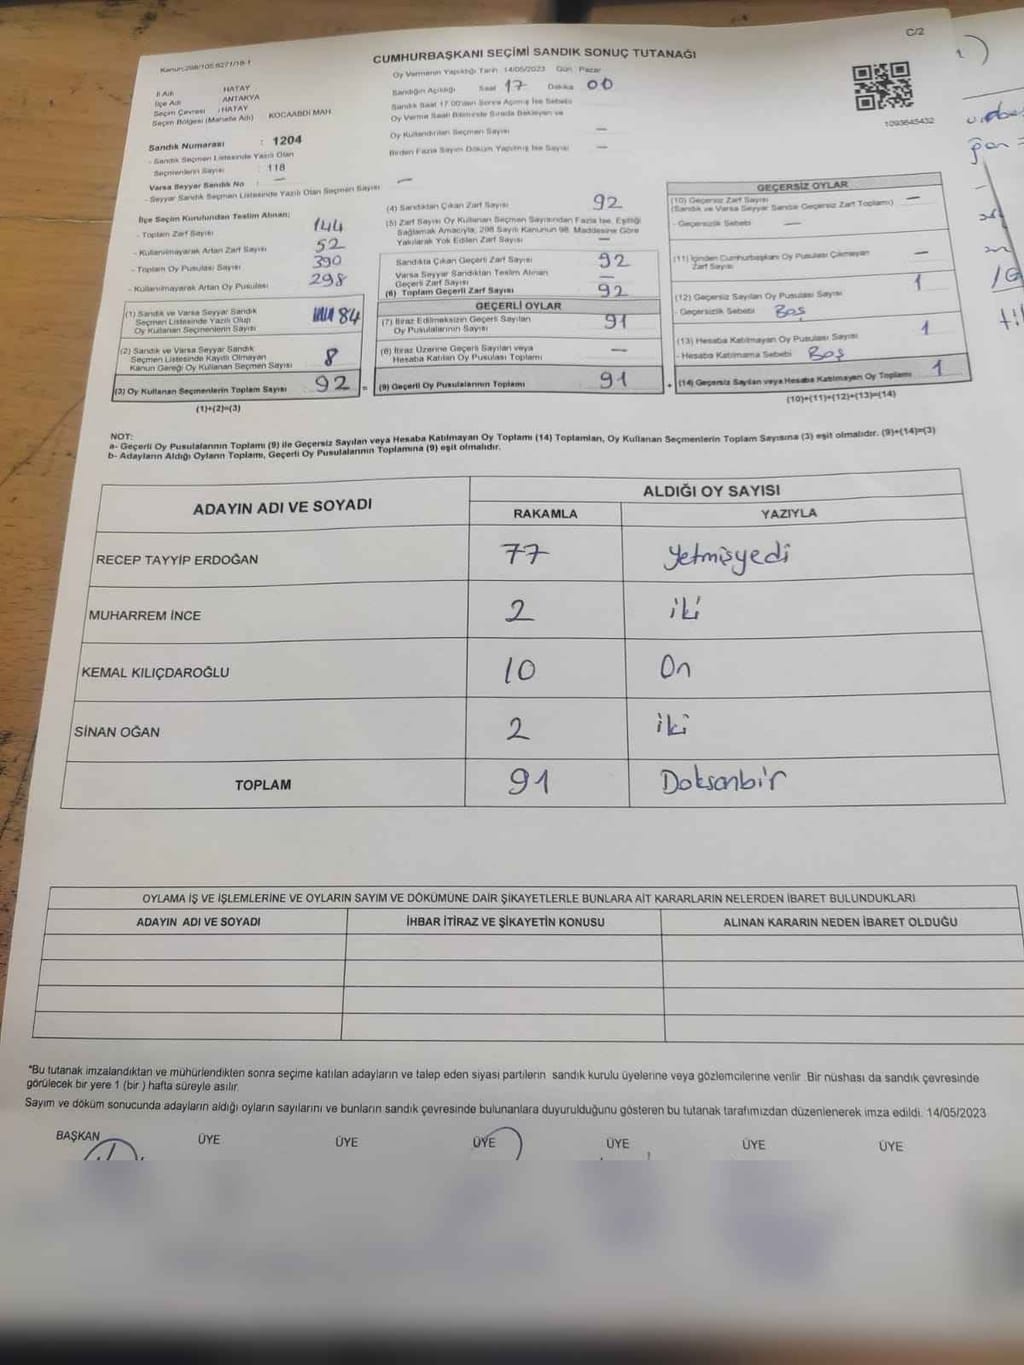 C/2
Kanun:298/105,6271/18-1
CUMHURBAŞKANI SEÇİMİ SANDIK SONUÇ TUTANAĞI
İl Adı HATAY
İlçe Adı ANTAKYA
Seçim Çevresi : HATAY
Seçim Bölgesi (Mahalle Adı) KOCAABDİ MAH.
Sandık Numarası : 1204
- Sandık Seçmen Listesinde Yazılı Olan
Seçmenlerin Sayısı : 118
Varsa Seyyar Sandık No : —
- Seyyar Sandık Seçmen Listesinde Yazılı Olan Seçmen Sayısı —
Oy Vermenin Yapıldığı Tarih 14/05/2023 Gün Pazar
Sandığın Açıldığı Saat 17 Dakika 00
Sandık Saat 17.00'den Sonra Açılmış İse Sebebi
Oy Verme Saati Bitiminde Sırada Bekleyen ve
Oy Kullandırılan Seçmen Sayısı —
Birden Fazla Sayım Döküm Yapılmış İse Sayısı —
1093645432
İlçe Seçim Kurulundan Teslim Alınan;
- Toplam Zarf Sayısı 144
- Kullanılmayarak Artan Zarf Sayısı 52
- Toplam Oy Pusulası Sayısı 390
- Kullanılmayarak Artan Oy Pusulası 298
(1) Sandık ve Varsa Seyyar Sandık
Seçmen Listesinde Yazılı Olup
Oy Kullanan Seçmenlerin Sayısı 84
(2) Sandık ve Varsa Seyyar Sandık
Seçmen Listesinde Kayıtlı Olmayan
Kanun Gereği Oy Kullanan Seçmen Sayısı 8
(3) Oy Kullanan Seçmenlerin Toplam Sayısı 92 =
(1)+(2)=(3)
(4) Sandıktan Çıkan Zarf Sayısı 92
(5) Zarf Sayısı Oy Kullanan Seçmen Sayısından Fazla İse, Eşitliği
Sağlamak Amacıyla, 298 Sayılı Kanunun 98. Maddesine Göre
Yakılarak Yok Edilen Zarf Sayısı —
Sandıkta Çıkan Geçerli Zarf Sayısı 92
Varsa Seyyar Sandıktan Teslim Alınan
Geçerli Zarf Sayısı —
(6) Toplam Geçerli Zarf Sayısı 92
GEÇERLİ OYLAR
(7) İtiraz Edilmeksizin Geçerli Sayılan
Oy Pusulalarının Sayısı 91
(8) İtiraz Üzerine Geçerli Sayılan veya
Hesaba Katılan Oy Pusulası Toplamı —
(9) Geçerli Oy Pusulalarının Toplamı 91 +
GEÇERSİZ OYLAR
(10) Geçersiz Zarf Sayısı
(Sandık ve Varsa Seyyar Sandık Geçersiz Zarf Toplamı) —
- Geçersizlik Sebebi —
(11) İçinden Cumhurbaşkanı Oy Pusulası Çıkmayan
Zarf Sayısı —
(12) Geçersiz Sayılan Oy Pusulası Sayısı 1
- Geçersizlik Sebebi Boş
(13) Hesaba Katılmayan Oy Pusulası Sayısı 1
- Hesaba Katılmama Sebebi Boş
(14) Geçersiz Sayılan veya Hesaba Katılmayan Oy Toplamı 1
(10)+(11)+(12)+(13)=(14)
NOT:
a- Geçerli Oy Pusulalarının Toplamı (9) ile Geçersiz Sayılan veya Hesaba Katılmayan Oy Toplamı (14) Toplamları, Oy Kullanan Seçmenlerin Toplam Sayısına (3) eşit olmalıdır. (9)+(14)=(3)
b- Adayların Aldığı Oyların Toplamı, Geçerli Oy Pusulalarının Toplamına (9) eşit olmalıdır.
ADAYIN ADI VE SOYADI
ALDIĞI OY SAYISI
RAKAMLA YAZIYLA
RECEP TAYYİP ERDOĞAN 77 Yetmişyedi
MUHARREM İNCE 2 iki
KEMAL KILIÇDAROĞLU 10 On
SİNAN OĞAN 2 iki
TOPLAM 91 Doksanbir
OYLAMA İŞ VE İŞLEMLERİNE VE OYLARIN SAYIM VE DÖKÜMÜNE DAİR ŞİKAYETLERLE BUNLARA AİT KARARLARIN NELERDEN İBARET BULUNDUKLARI
ADAYIN ADI VE SOYADI İHBAR İTİRAZ VE ŞİKAYETİN KONUSU ALINAN KARARIN NEDEN İBARET OLDUĞU
*Bu tutanak imzalandıktan ve mühürlendikten sonra seçime katılan adayların ve talep eden siyasi partilerin sandık kurulu üyelerine veya gözlemcilerine verilir. Bir nüshası da sandık çevresinde
görülecek bir yere 1 (bir ) hafta süreyle asılır.
Sayım ve döküm sonucunda adayların aldığı oyların sayılarını ve bunların sandık çevresinde bulunanlara duyurulduğunu gösteren bu tutanak tarafımızdan düzenlenerek imza edildi. 14/05/2023
BAŞKAN ÜYE ÜYE ÜYE ÜYE ÜYE ÜYE